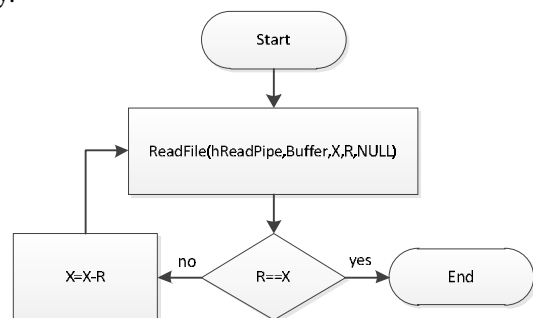 y.
Start
ReadFile(hReadPipe,Buffer,X,R,NULL)
no
yes
X=X-R
R==X
End